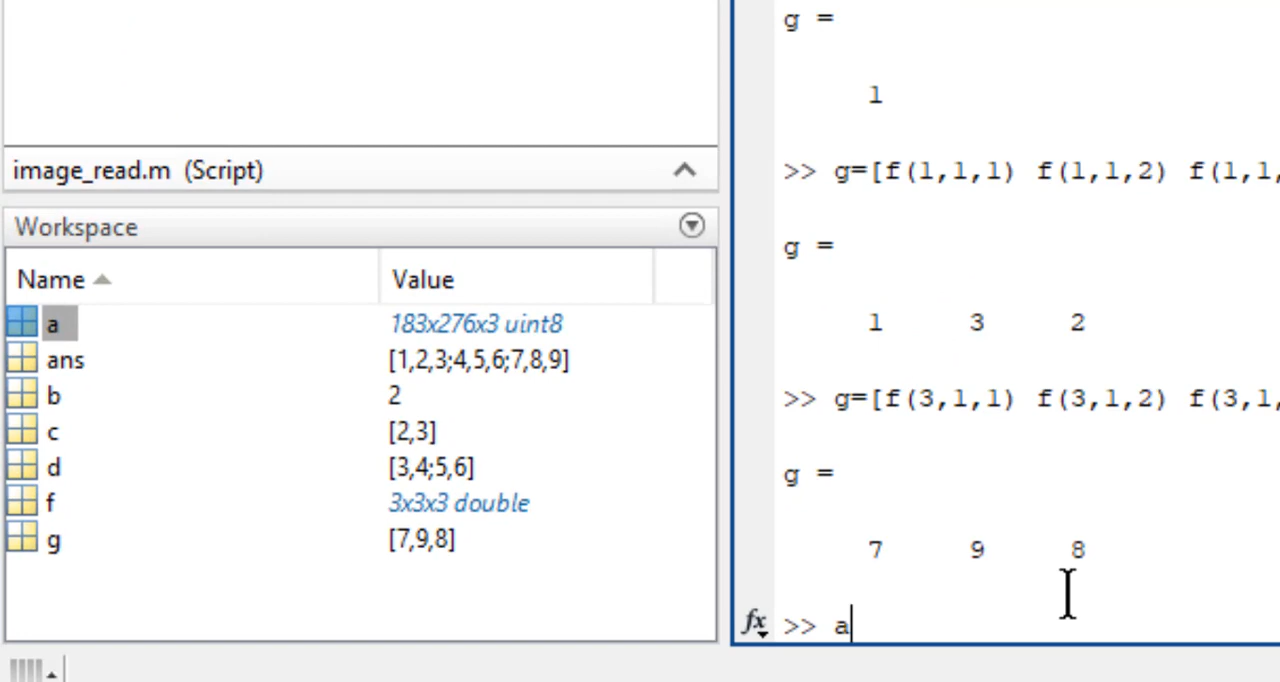 image_read.m (Script)
Workspace
Name Value
a 183x276x3 uint8
ans [1,2,3;4,5,6;7,8,9]
b 2
c [2,3]
d [3,4;5,6]
f 3x3x3 double
g [7,9,8]
g =
1
>> g=[f(1,1,1) f(1,1,2) f(1,1,
g =
1 3 2
>> g=[f(3,1,1) f(3,1,2) f(3,1,
g =
7 9 8
fx >> a